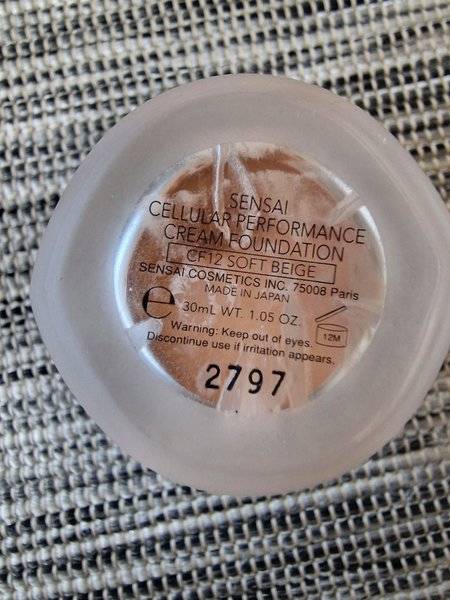 SENSAI
CELLULAR PERFORMANCE
CREAM FOUNDATION
CF12 SOFT BEIGE
SENSAI COSMETICS INC. 75008 Paris
MADE IN JAPAN
℮ 30mL WT. 1.05 OZ.
12M
Warning: Keep out of eyes.
Discontinue use if irritation appears.
2797